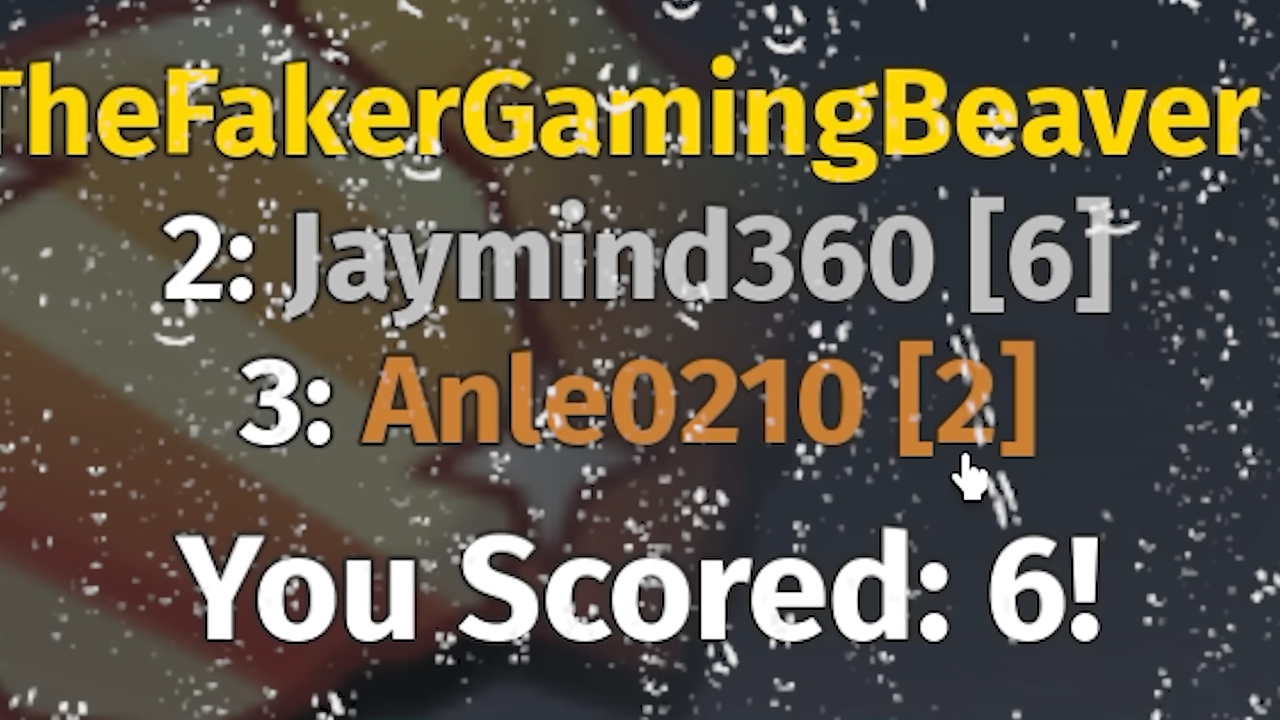 TheFakerGamingBeaver
2: Jaymind360 [6]
3: Anle0210 [2]
You Scored: 6!